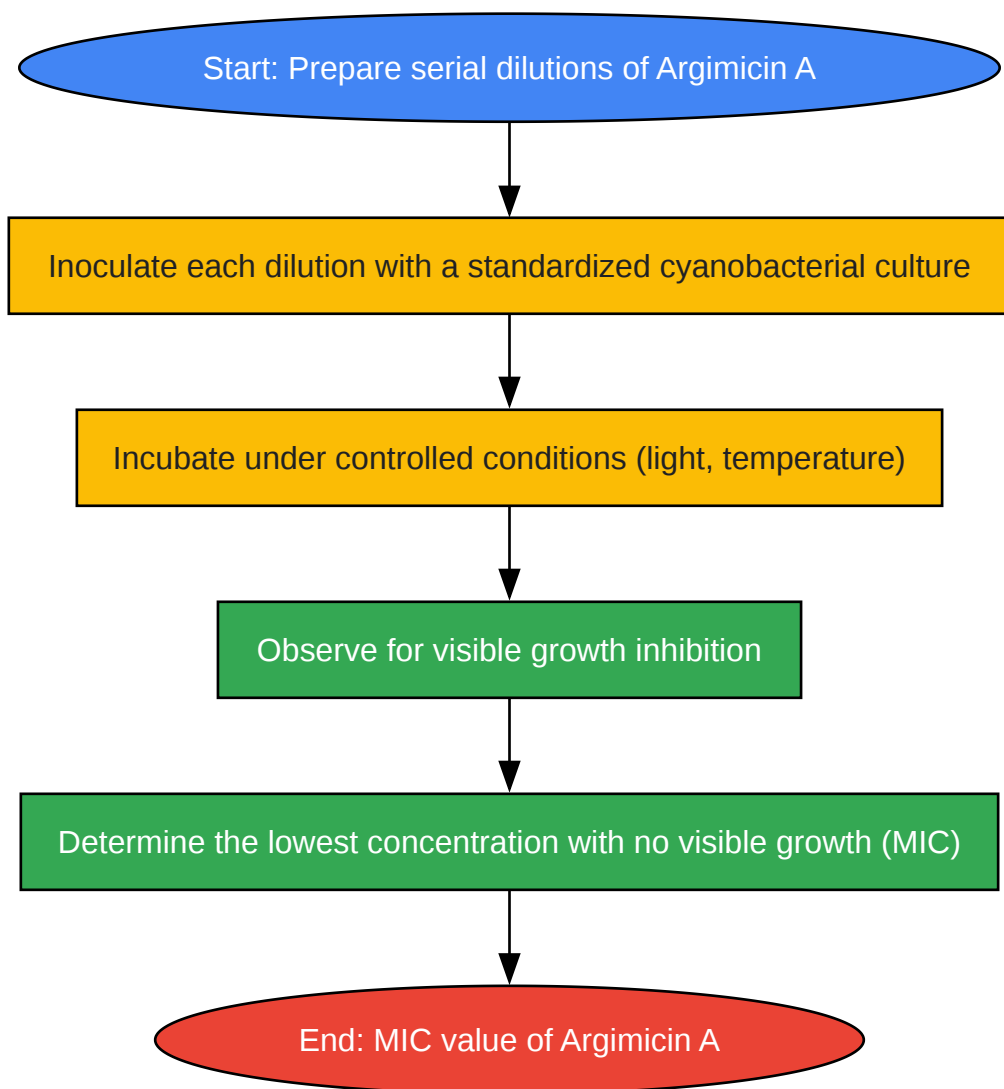 Start: Prepare serial dilutions of Argimicin A
Inoculate each dilution with a standardized cyanobacterial culture
Incubate under controlled conditions (light, temperature)
Observe for visible growth inhibition
Determine the lowest concentration with no visible growth (MIC)
End: MIC value of Argimicin A